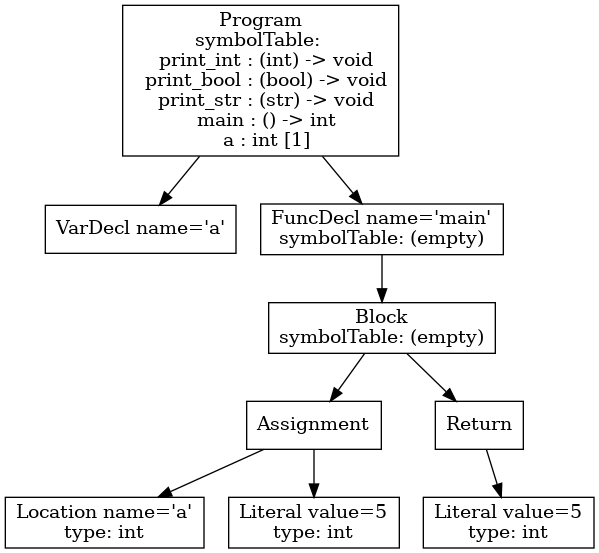 Program
symbolTable:
print_int : (int) -> void
print_bool : (bool) -> void
print_str : (str) -> void
main : () -> int
a : int [1]
VarDecl name='a'
FuncDecl name='main'
symbolTable: (empty)
Block
symbolTable: (empty)
Assignment
Return
Location name='a'
type: int
Literal value=5
type: int
Literal value=5
type: int